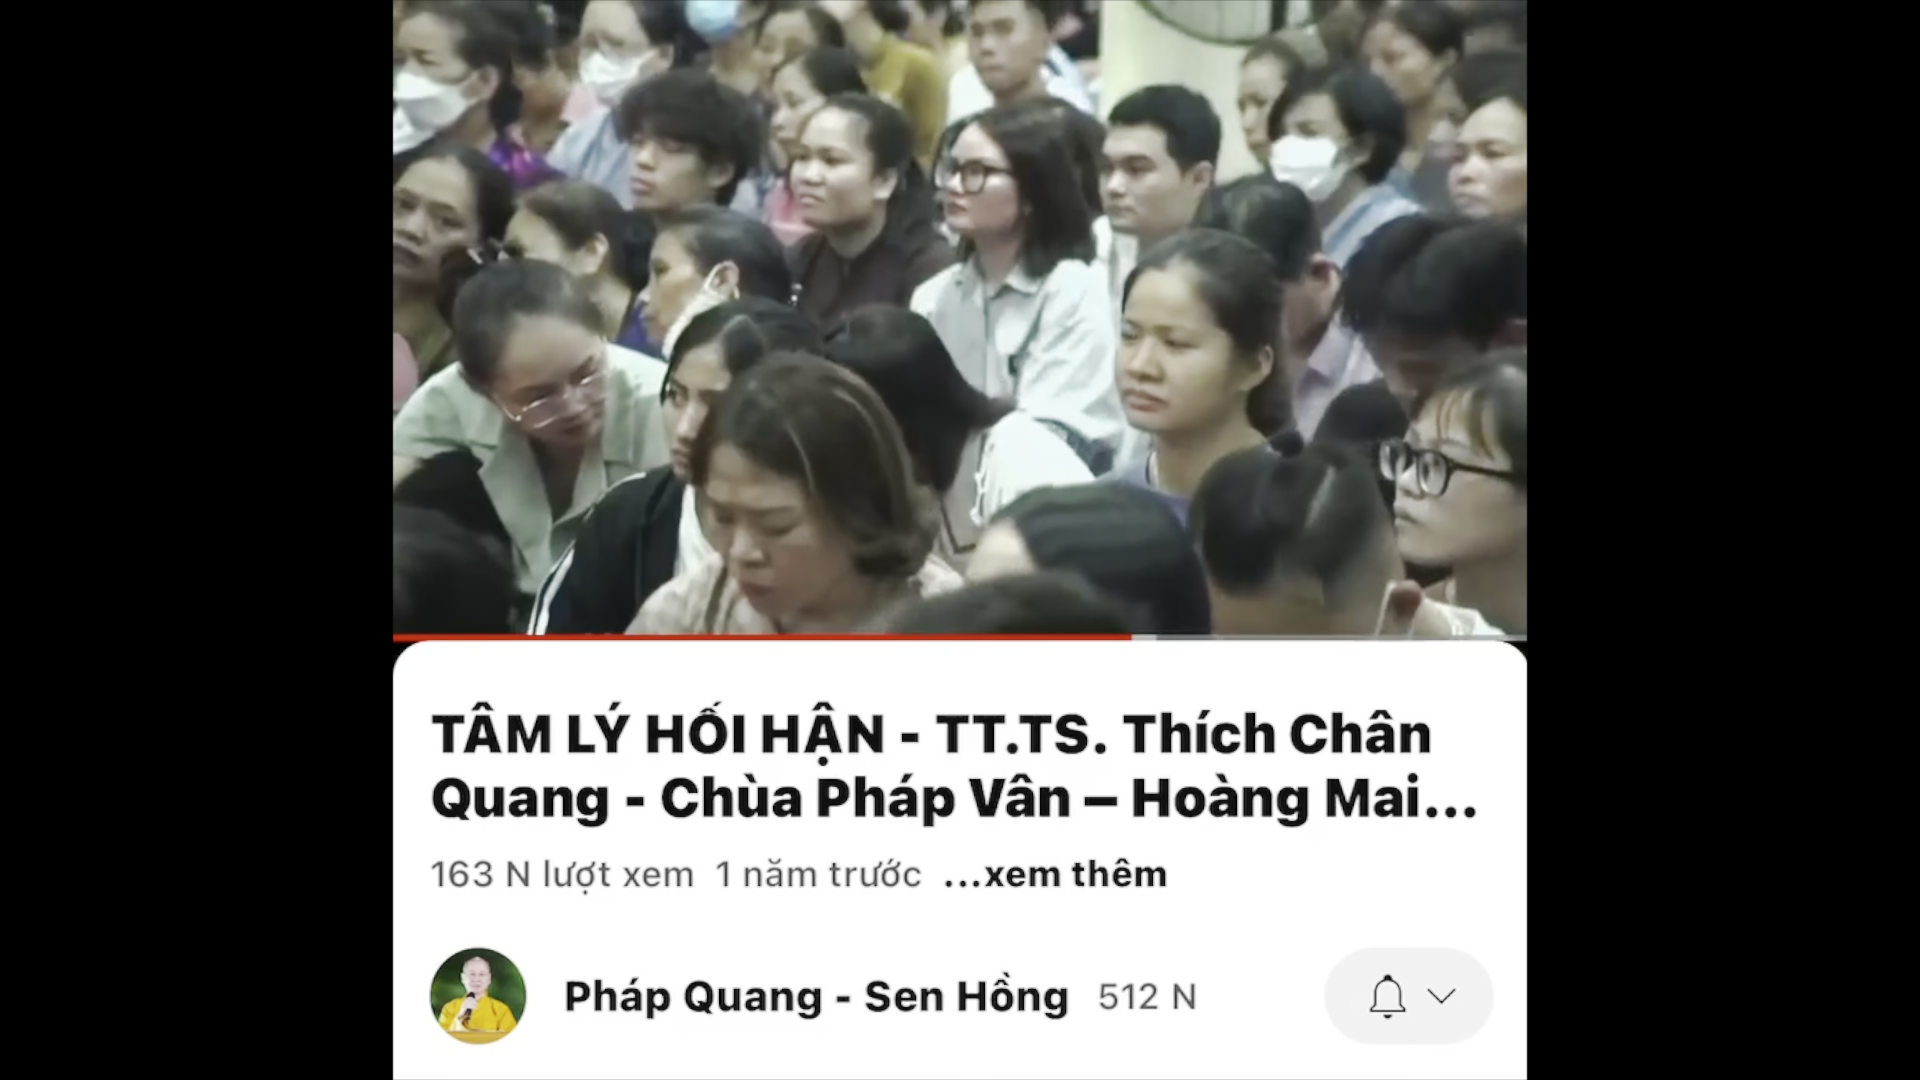 TÂM LÝ HỐI HẬN - TT.TS. Thích Chân
Quang - Chùa Pháp Vân – Hoàng Mai...
163 N lượt xem 1 năm trước ...xem thêm
Pháp Quang - Sen Hồng 512 N